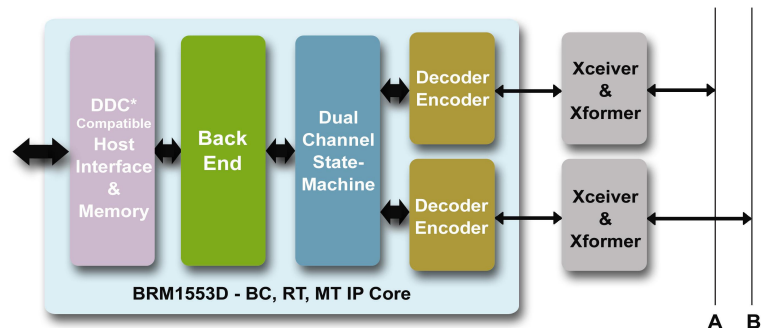 DDC*
Compatible
Host
Interface
&
Memory
Back
End
Dual
Channel
State-
Machine
Decoder
Encoder
Decoder
Encoder
Xceiver
&
Xformer
Xceiver
&
Xformer
BRM1553D - BC, RT, MT IP Core
A B